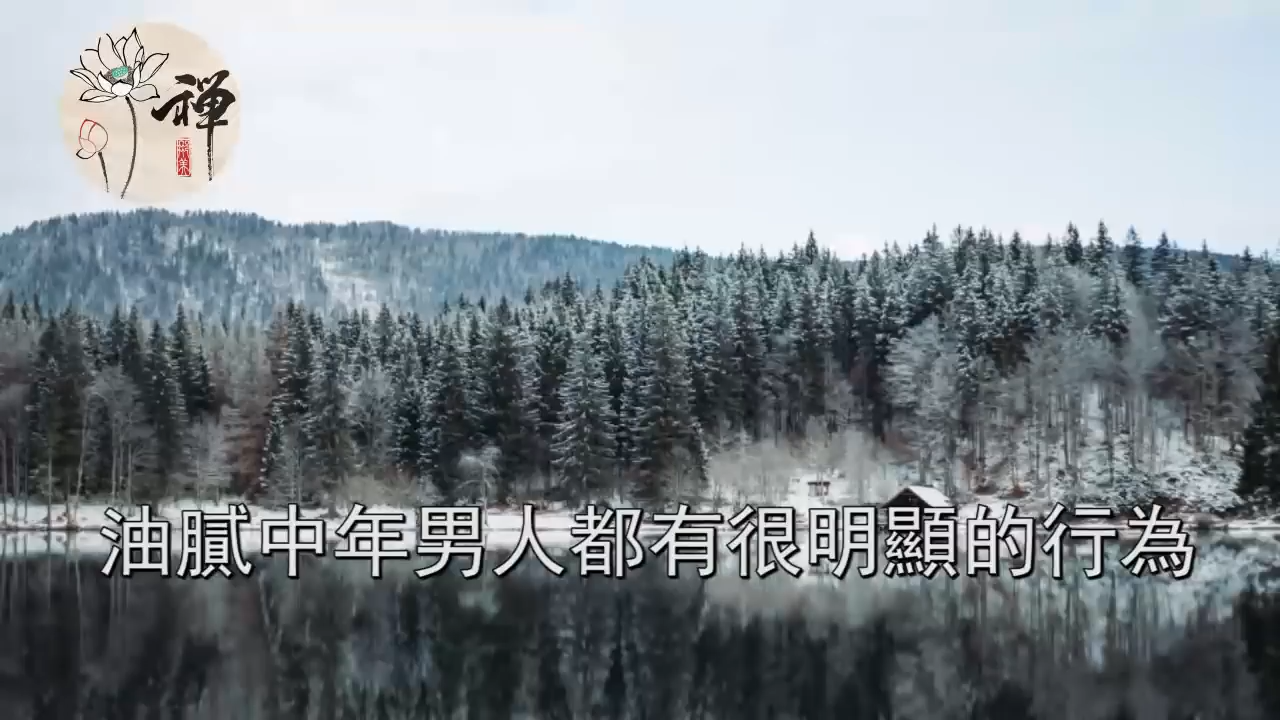 禪
油膩中年男人都有很明顯的行為